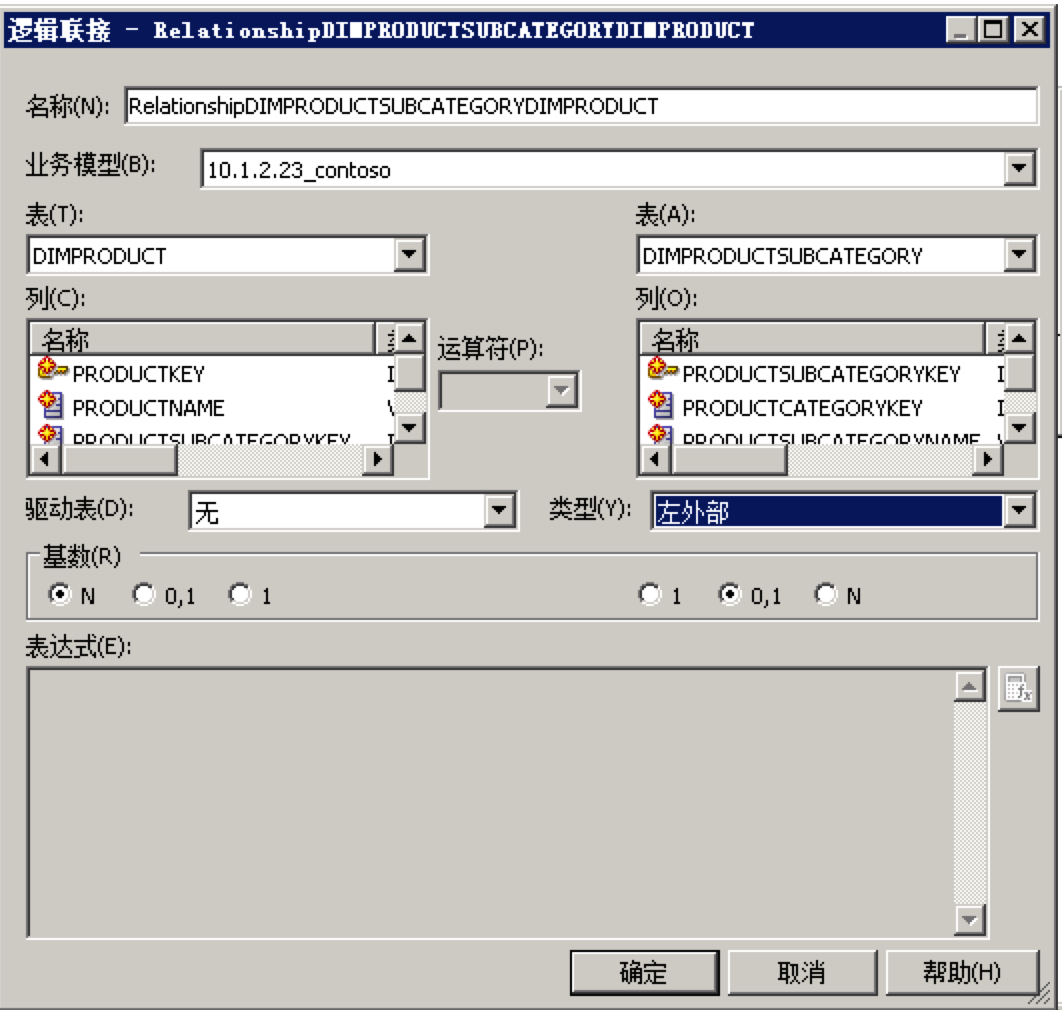 逻辑联接 - RelationshipDIMPRODUCTSUBCATEGORYDIMPRODUCT
名称(N): RelationshipDIMPRODUCTSUBCATEGORYDIMPRODUCT
业务模型(B): 10.1.2.23_contoso
表(T): 表(A):
DIMPRODUCT DIMPRODUCTSUBCATEGORY
列(C): 列(O):
名称 运算符(P): 名称
PRODUCTKEY I PRODUCTSUBCATEGORYKEY I
PRODUCTNAME PRODUCTCATEGORYKEY I
PRODUCTSUBCATEGORYKEY PRODUCTSUBCATEGORYNAME
驱动表(D): 无 类型(Y): 左外部
基数(R)
N 0,1 1 1 0,1 N
表达式(E):
确定 取消 帮助(H)